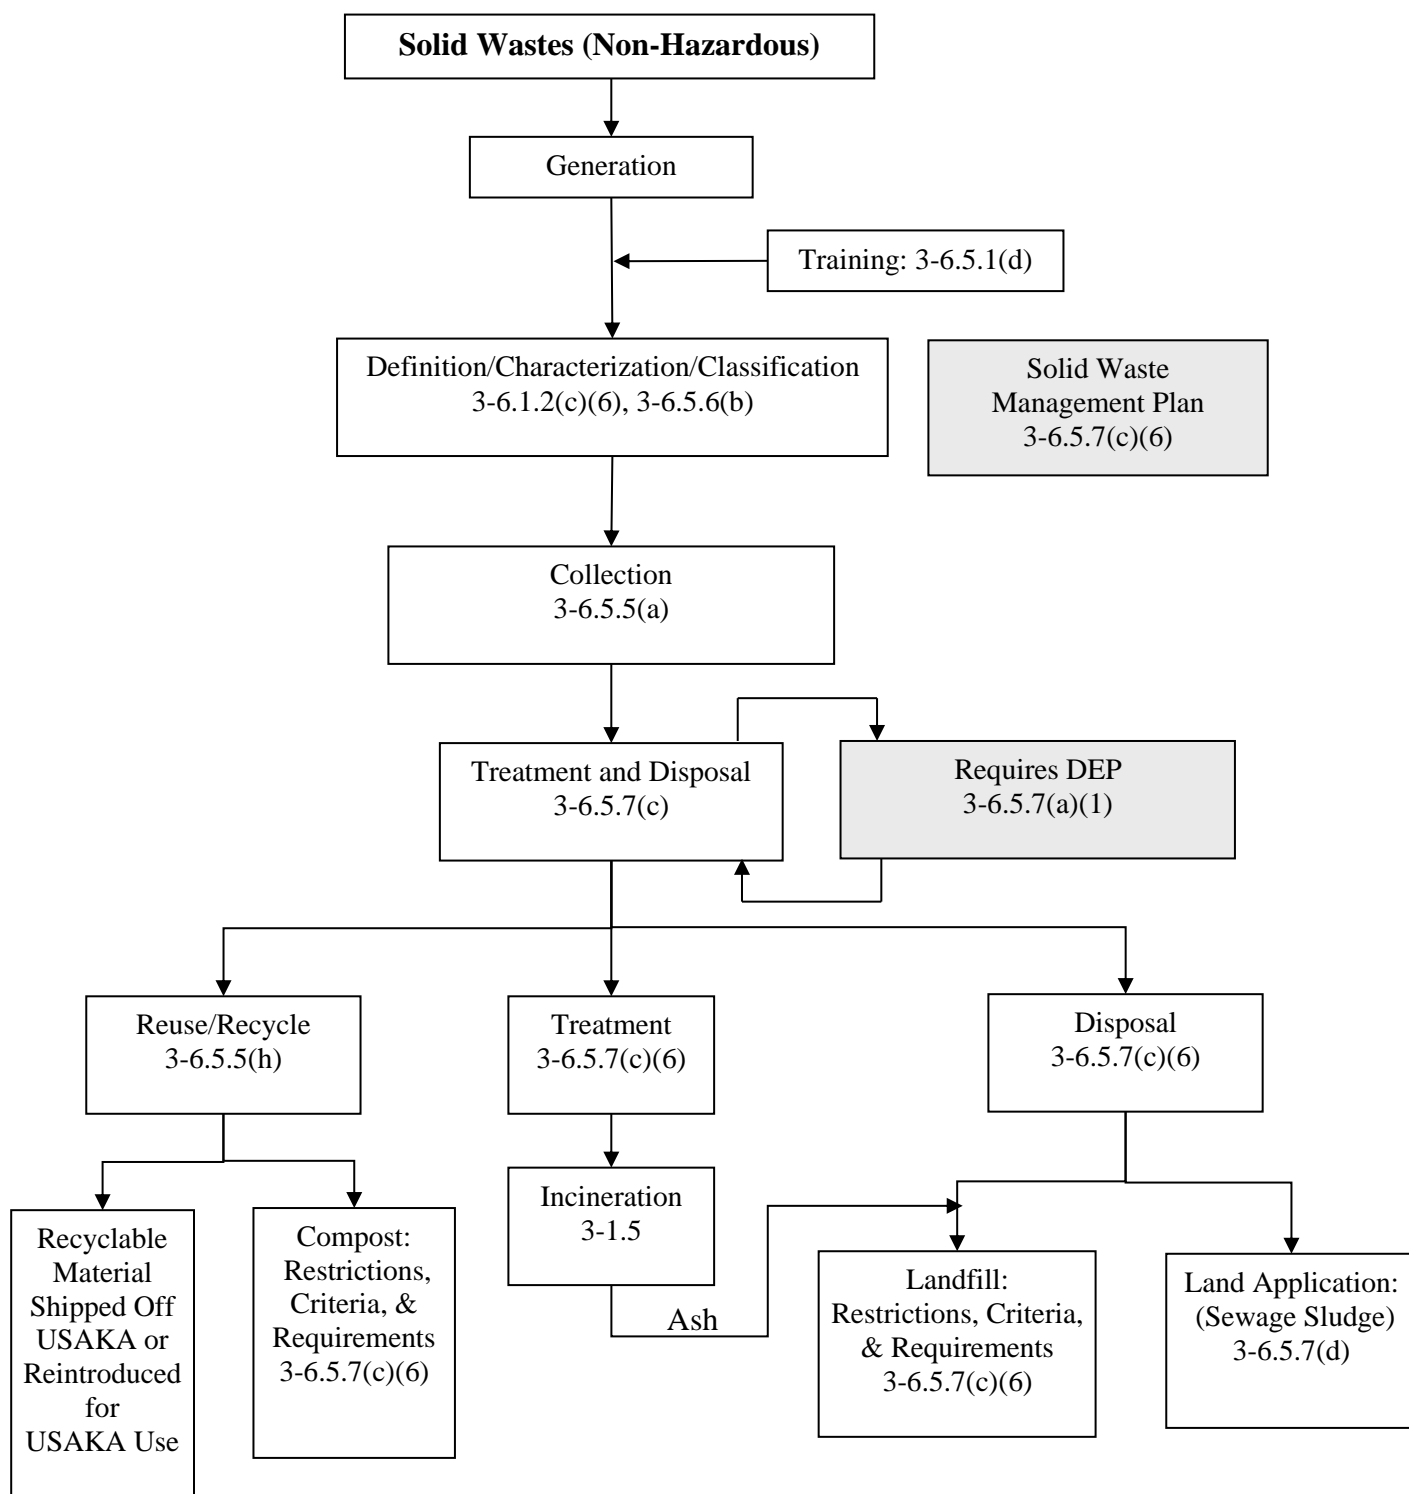 Solid Wastes (Non-Hazardous)
Generation
Training: 3-6.5.1(d)
Definition/Characterization/Classification
3-6.1.2(c)(6), 3-6.5.6(b)
Solid Waste
Management Plan
3-6.5.7(c)(6)
Collection
3-6.5.5(a)
Treatment and Disposal
3-6.5.7(c)
Requires DEP
3-6.5.7(a)(1)
Reuse/Recycle
3-6.5.5(h)
Treatment
3-6.5.7(c)(6)
Disposal
3-6.5.7(c)(6)
Recyclable
Material
Shipped Off
USAKA or
Reintroduced
for
USAKA Use
Compost:
Restrictions,
Criteria, &
Requirements
3-6.5.7(c)(6)
Incineration
3-1.5
Ash
Landfill:
Restrictions, Criteria,
& Requirements
3-6.5.7(c)(6)
Land Application:
(Sewage Sludge)
3-6.5.7(d)